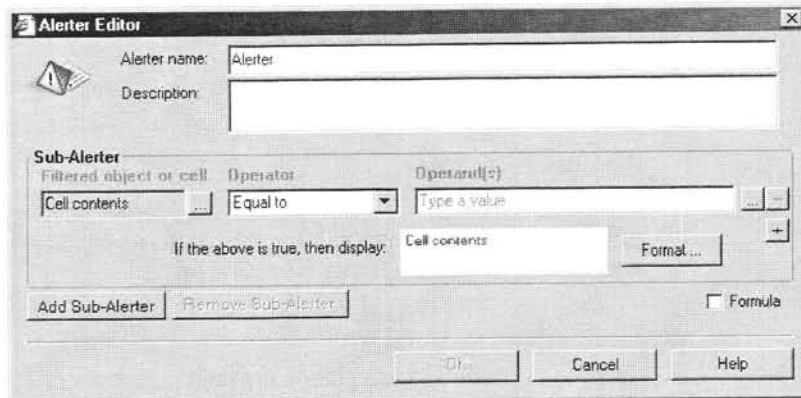 Alerter Editor
Alerter name: Alerter
Description:
Sub-Alerter
Filtered object or cell Operator Operand(s)
Cell contents ... Equal to Type a value ... -
+
If the above is true, then display: Cell contents Format ...
Add Sub-Alerter Remove Sub-Alerter Formula
OK Cancel Help